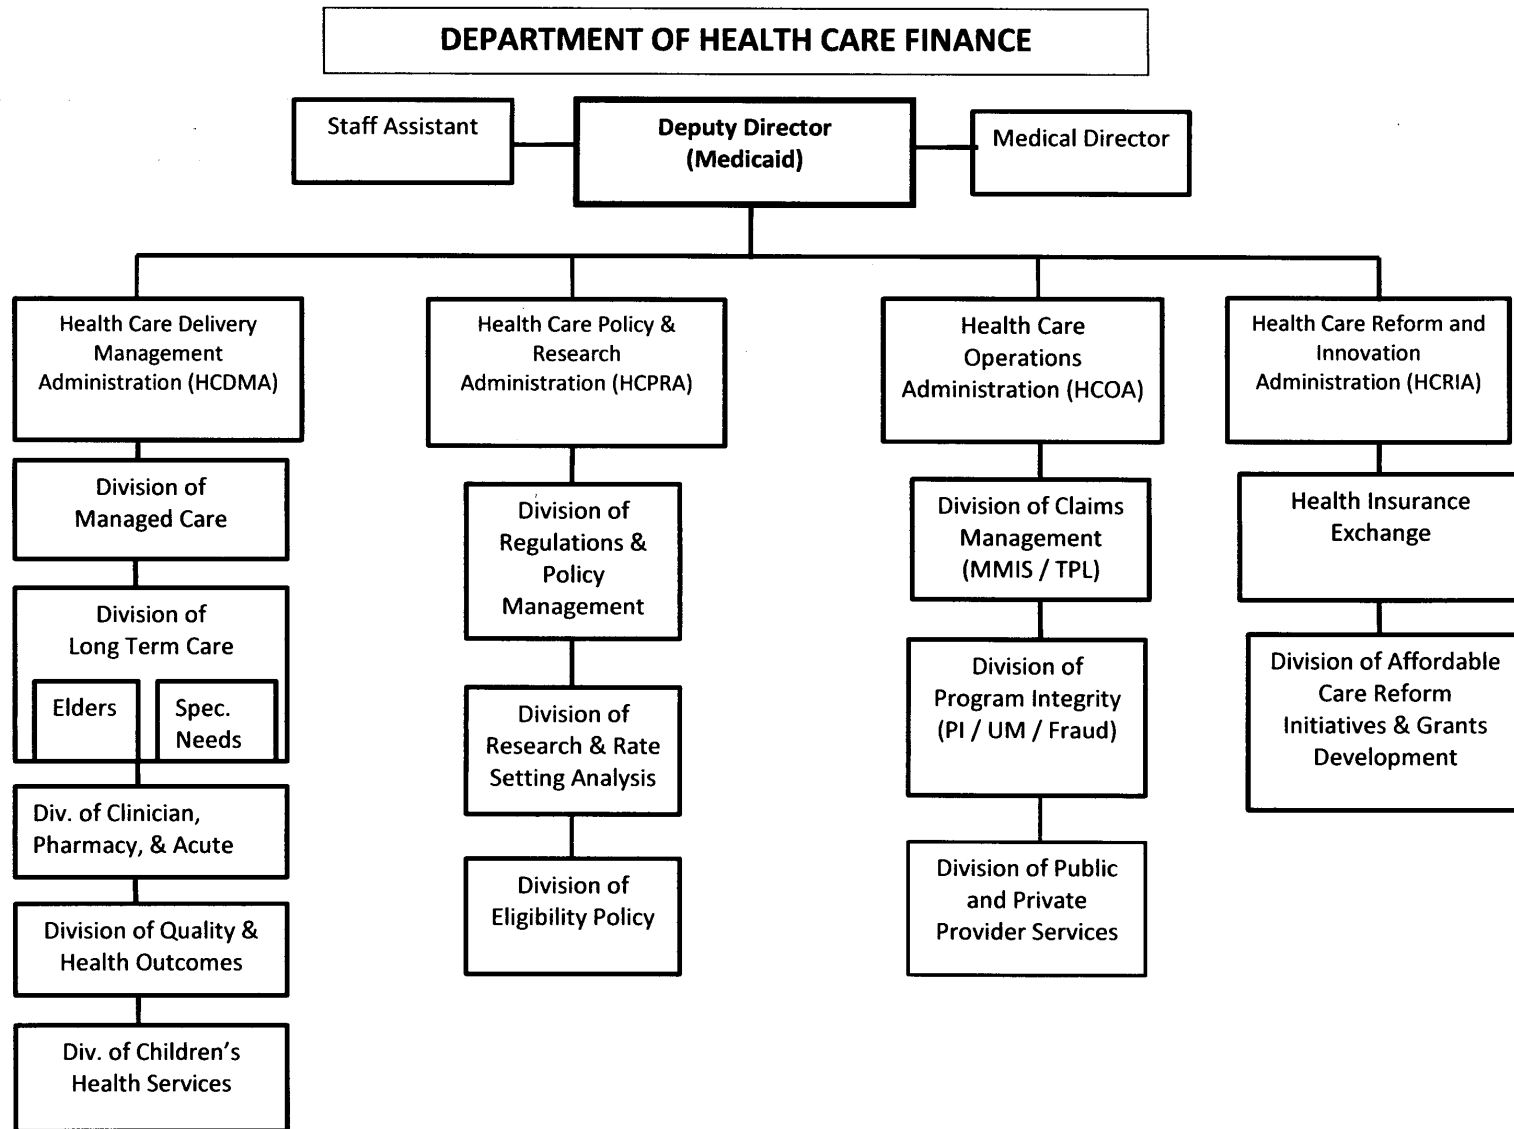 DEPARTMENT OF HEALTH CARE FINANCE
Staff Assistant
Deputy Director
(Medicaid)
Medical Director
Health Care Delivery
Management
Administration (HCDMA)
Health Care Policy &
Research
Administration (HCPRA)
Health Care
Operations
Administration (HCOA)
Health Care Reform and
Innovation
Administration (HCRIA)
Division of
Managed Care
Division of
Long Term Care
Elders
Spec.
Needs
Div. of Clinician,
Pharmacy, & Acute
Division of Quality &
Health Outcomes
Div. of Children's
Health Services
Division of
Regulations &
Policy
Management
Division of
Research & Rate
Setting Analysis
Division of
Eligibility Policy
Division of Claims
Management
(MMIS / TPL)
Division of
Program Integrity
(PI / UM / Fraud)
Division of Public
and Private
Provider Services
Health Insurance
Exchange
Division of Affordable
Care Reform
Initiatives & Grants
Development